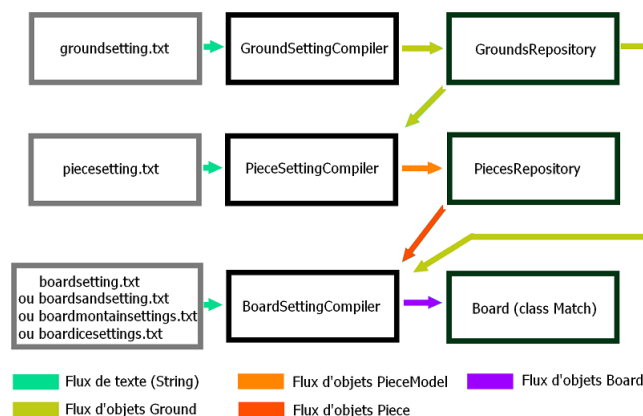 groundsetting.txt
GroundSettingCompiler
GroundsRepository
piecesetting.txt
PieceSettingCompiler
PiecesRepository
boardsetting.txt
ou boardsandsetting.txt
ou boardmontainsettings.txt
ou boardicesettings.txt
BoardSettingCompiler
Board (class Match)
Flux de texte (String)
Flux d'objets PieceModel
Flux d'objets Board
Flux d'objets Ground
Flux d'objets Piece